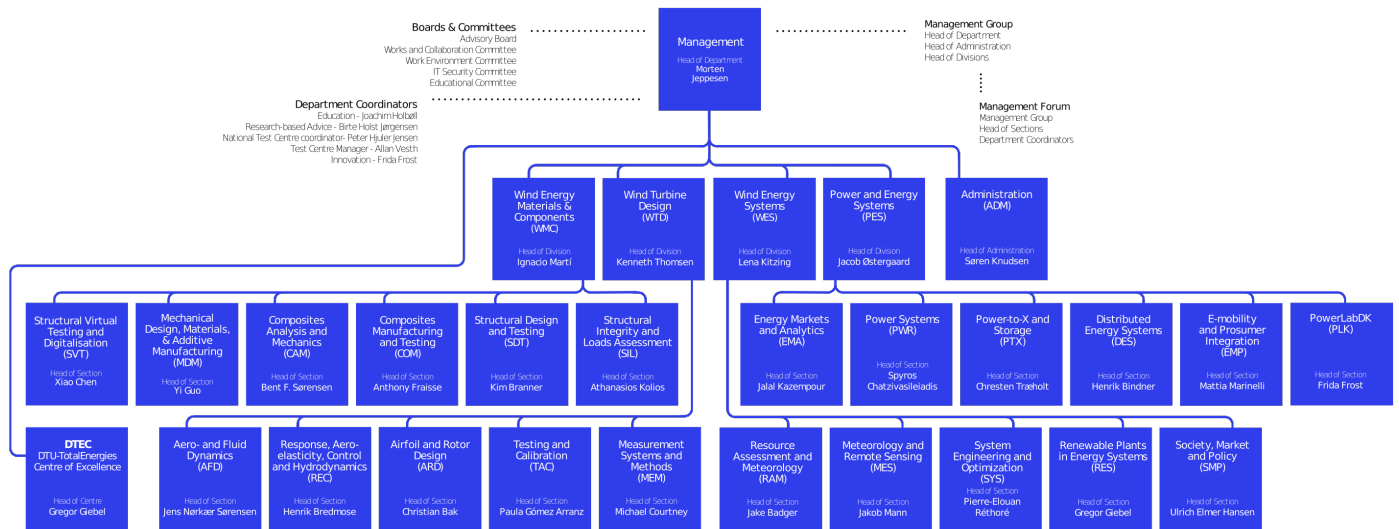 Boards & Committees
Advisory Board
Works and Collaboration Committee
Work Environment Committee
IT Security Committee
Educational Committee
Department Coordinators
Education - Joachim Holbøll
Research-based Advice - Birte Holst Jørgensen
National Test Centre coordinator- Peter Hjuler Jensen
Test Centre Manager - Allan Vesth
Innovation - Frida Frost
Management
Head of Department
Morten
Jeppesen
Management Group
Head of Department
Head of Administration
Head of Divisions
Management Forum
Management Group
Head of Sections
Department Coordinators
Wind Energy
Materials &
Components
(WMC)
Head of Division
Ignacio Martí
Wind Turbine
Design
(WTD)
Head of Division
Kenneth Thomsen
Wind Energy
Systems
(WES)
Head of Division
Lena Kitzing
Power and Energy
Systems
(PES)
Head of Division
Jacob Østergaard
Administration
(ADM)
Head of Administration
Søren Knudsen
Structural Virtual
Testing and
Digitalisation
(SVT)
Head of Section
Xiao Chen
Mechanical
Design, Materials,
& Additive
Manufacturing
(MDM)
Head of Section
Yi Guo
Composites
Analysis and
Mechanics
(CAM)
Head of Section
Bent F. Sørensen
Composites
Manufacturing
and Testing
(COM)
Head of Section
Anthony Fraisse
Structural Design
and Testing
(SDT)
Head of Section
Kim Branner
Structural
Integrity and
Loads Assessment
(SIL)
Head of Section
Athanasios Kolios
Energy Markets
and Analytics
(EMA)
Head of Section
Jalal Kazempour
Power Systems
(PWR)
Head of Section
Spyros
Chatzivasileiadis
Power-to-X and
Storage
(PTX)
Head of Section
Chresten Træholt
Distributed
Energy Systems
(DES)
Head of Section
Henrik Bindner
E-mobility
and Prosumer
Integration
(EMP)
Head of Section
Mattia Marinelli
PowerLabDK
(PLK)
Head of Section
Frida Frost
DTEC
DTU-TotalEnergies
Centre of Excellence
Head of Centre
Gregor Giebel
Aero- and Fluid
Dynamics
(AFD)
Head of Section
Jens Nørkær Sørensen
Response, Aero-
elasticity, Control
and Hydrodynamics
(REC)
Head of Section
Henrik Bredmose
Airfoil and Rotor
Design
(ARD)
Head of Section
Christian Bak
Testing and
Calibration
(TAC)
Head of Section
Paula Gómez Arranz
Measurement
Systems and
Methods
(MEM)
Head of Section
Michael Courtney
Resource
Assessment and
Meteorology
(RAM)
Head of Section
Jake Badger
Meteorology and
Remote Sensing
(MES)
Head of Section
Jakob Mann
System
Engineering and
Optimization
(SYS)
Head of Section
Pierre-Elouan
Réthoré
Renewable Plants
in Energy Systems
(RES)
Head of Section
Gregor Giebel
Society, Market
and Policy
(SMP)
Head of Section
Ulrich Elmer Hansen